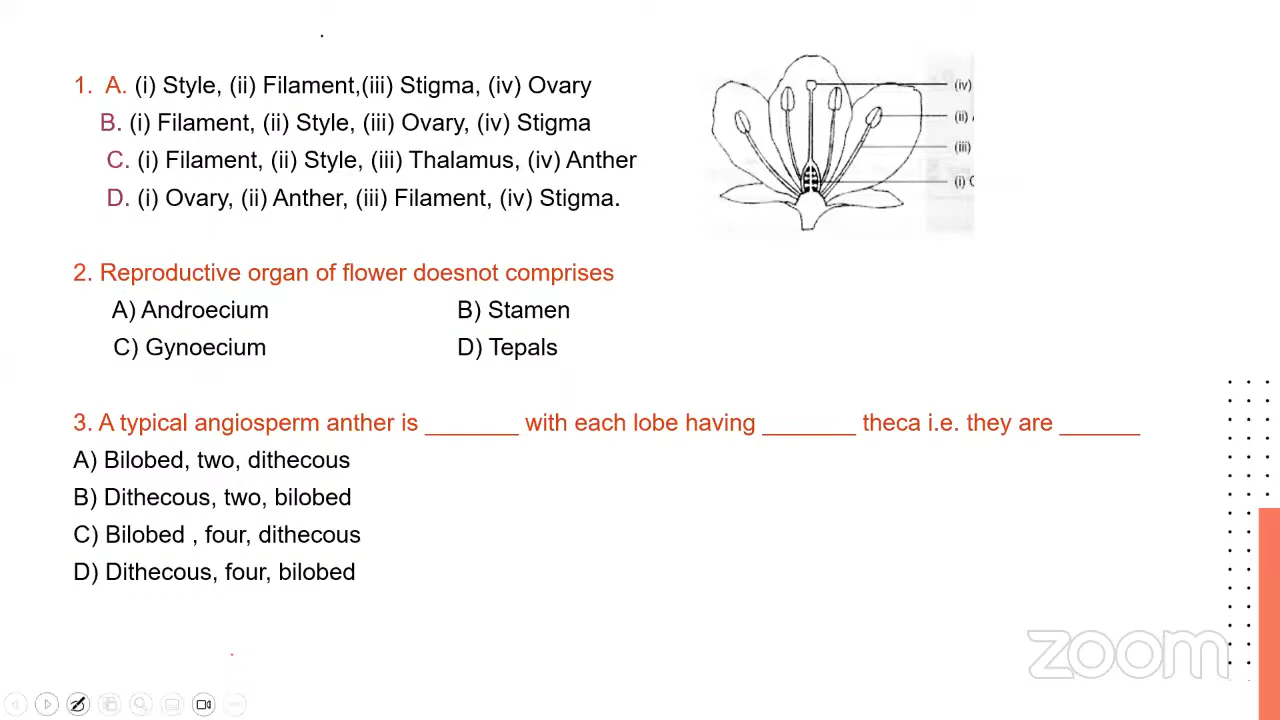 1. A. (i) Style, (ii) Filament,(iii) Stigma, (iv) Ovary
B. (i) Filament, (ii) Style, (iii) Ovary, (iv) Stigma
C. (i) Filament, (ii) Style, (iii) Thalamus, (iv) Anther
D. (i) Ovary, (ii) Anther, (iii) Filament, (iv) Stigma.
(iv)
(ii)
(iii)
(i)
2. Reproductive organ of flower doesnot comprises
A) Androecium B) Stamen
C) Gynoecium D) Tepals
3. A typical angiosperm anther is _______ with each lobe having _______ theca i.e. they are ______
A) Bilobed, two, dithecous
B) Dithecous, two, bilobed
C) Bilobed , four, dithecous
D) Dithecous, four, bilobed
zoom